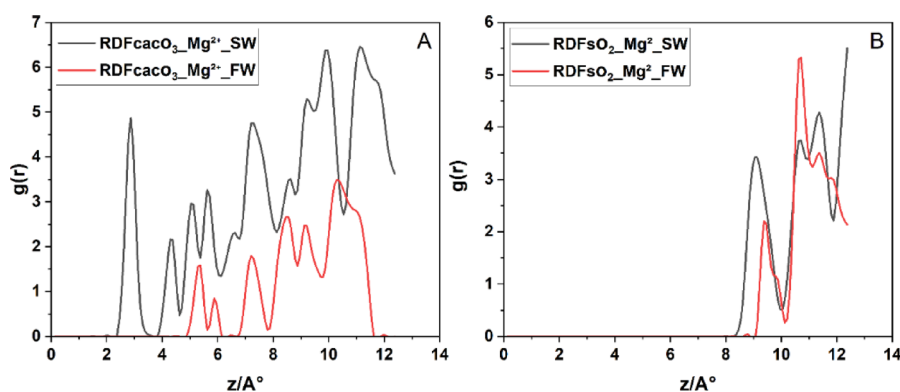 RDFcacO₃_Mg²⁺_SW
RDFcacO₃_Mg²⁺_FW
A
g(r)
7
6
5
4
3
2
1
0
0 2 4 6 8 10 12 14
z/A°
RDFsO₂_Mg²_SW
RDFsO₂_Mg²_FW
B
g(r)
6
5
4
3
2
1
0
0 2 4 6 8 10 12 14
z/A°